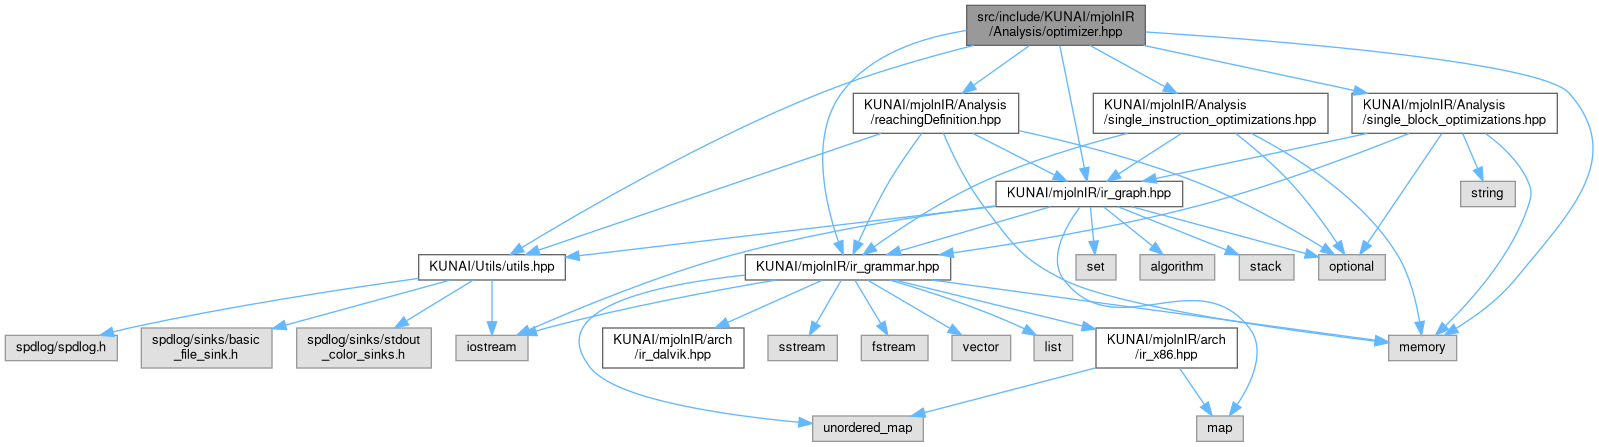 src/include/KUNAI/mjolnIR
/Analysis/optimizer.hpp
KUNAI/mjolnIR/Analysis
/reachingDefinition.hpp
KUNAI/mjolnIR/Analysis
/single_instruction_optimizations.hpp
KUNAI/mjolnIR/Analysis
/single_block_optimizations.hpp
KUNAI/mjolnIR/ir_graph.hpp
string
KUNAI/Utils/utils.hpp
KUNAI/mjolnIR/ir_grammar.hpp
set
algorithm
stack
optional
spdlog/spdlog.h
spdlog/sinks/basic
_file_sink.h
spdlog/sinks/stdout
_color_sinks.h
iostream
KUNAI/mjolnIR/arch
/ir_dalvik.hpp
sstream
fstream
vector
list
KUNAI/mjolnIR/arch
/ir_x86.hpp
memory
unordered_map
map